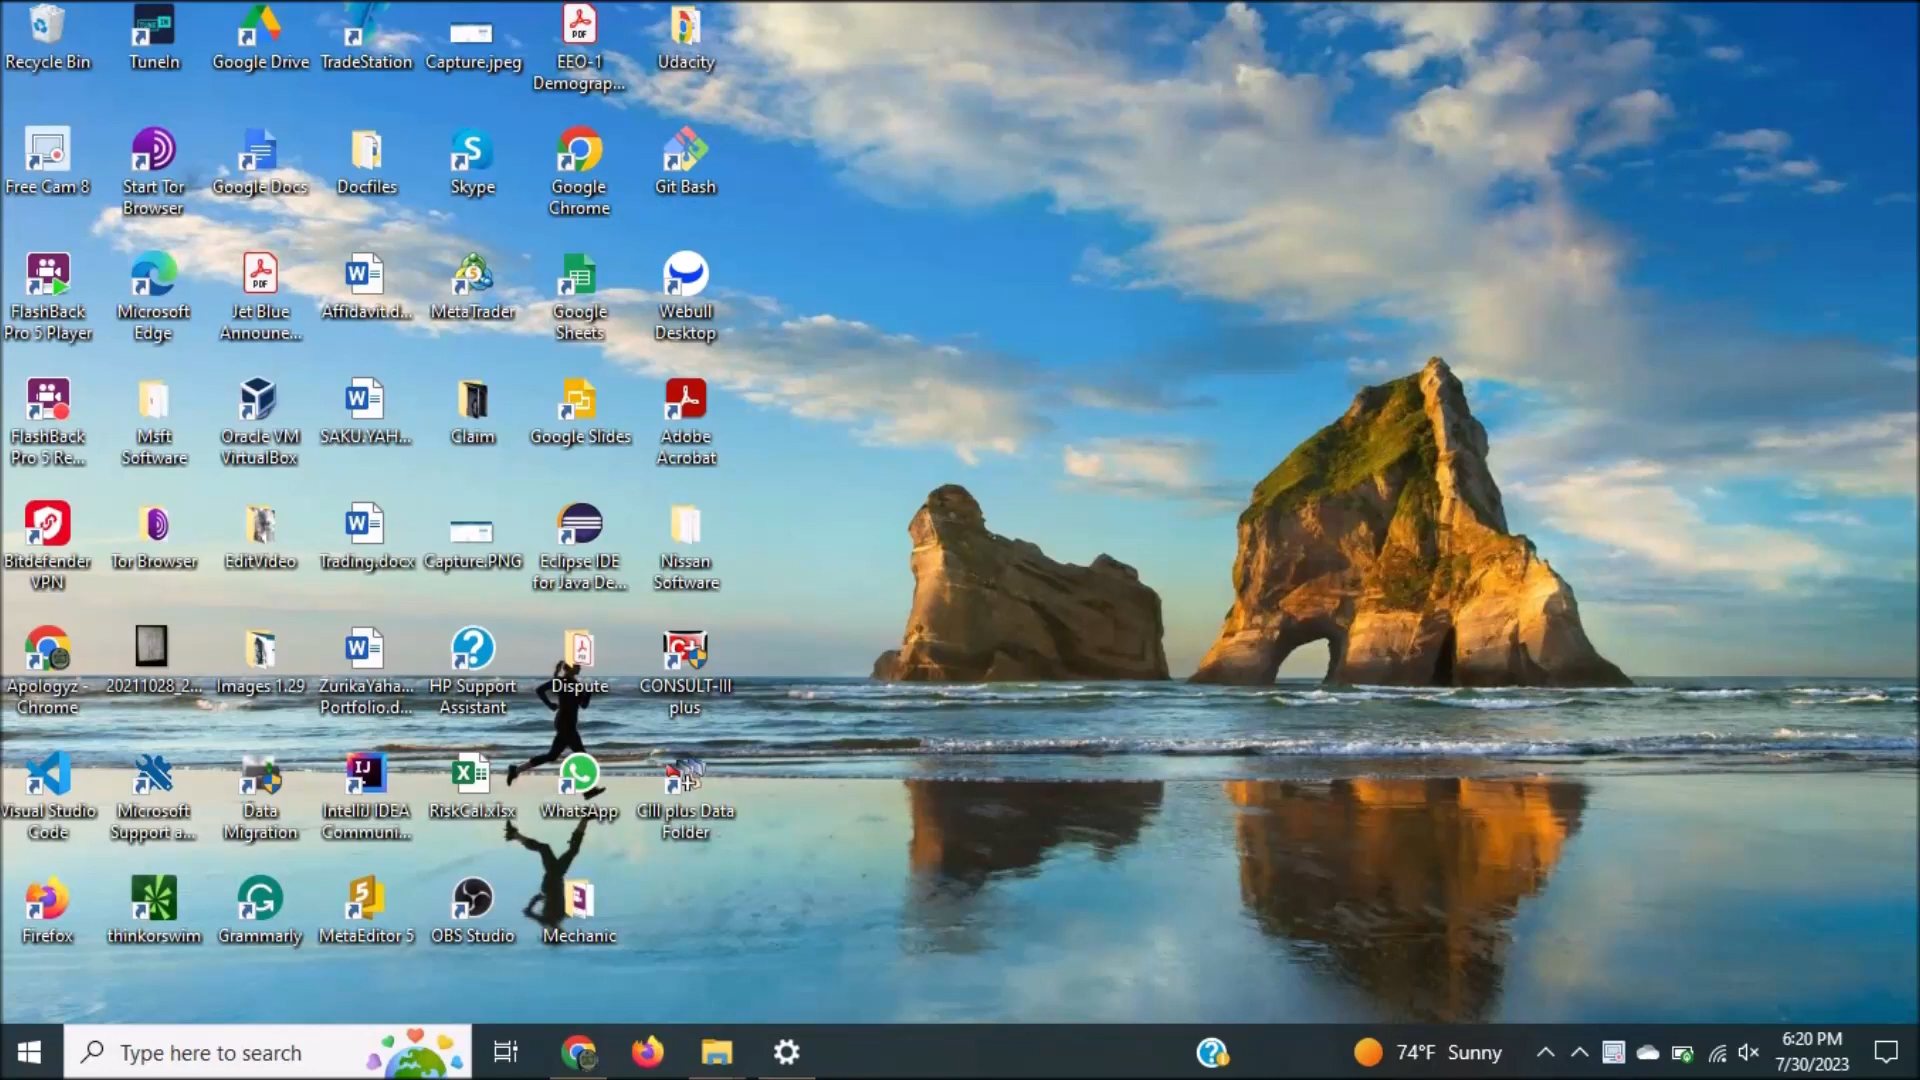 Recycle Bin
TuneIn
Google Drive
TradeStation
Capture.jpeg
PDF
EEO-1
Demograp...
Udacity
Free Cam 8
Start Tor
Browser
Google Docs
Docfiles
Skype
Google
Chrome
Git Bash
FlashBack
Pro 5 Player
Microsoft
Edge
PDF
Jet Blue
Announe...
Affidavit.d...
MetaTrader
Google
Sheets
Webull
Desktop
FlashBack
Pro 5 Re...
Msft
Software
Oracle VM
VirtualBox
SAKU.YAH...
Claim
Google Slides
Adobe
Acrobat
Bitdefender
VPN
Tor Browser
EditVideo
Trading.docx
Capture.PNG
Eclipse IDE
for Java De...
Nissan
Software
Apologyz -
Chrome
20211028_2...
Images 1.29
ZurikaYaha...
Portfolio.d...
HP Support
Assistant
Dispute
CONSULT-III
plus
Visual Studio
Code
Microsoft
Support a...
Data
Migration
IntelliJ IDEA
Communi...
RiskCal.xlsx
WhatsApp
CIII plus Data
Folder
Firefox
thinkorswim
Grammarly
MetaEditor 5
OBS Studio
Mechanic
Type here to search
74°F Sunny
6:20 PM
7/30/2023